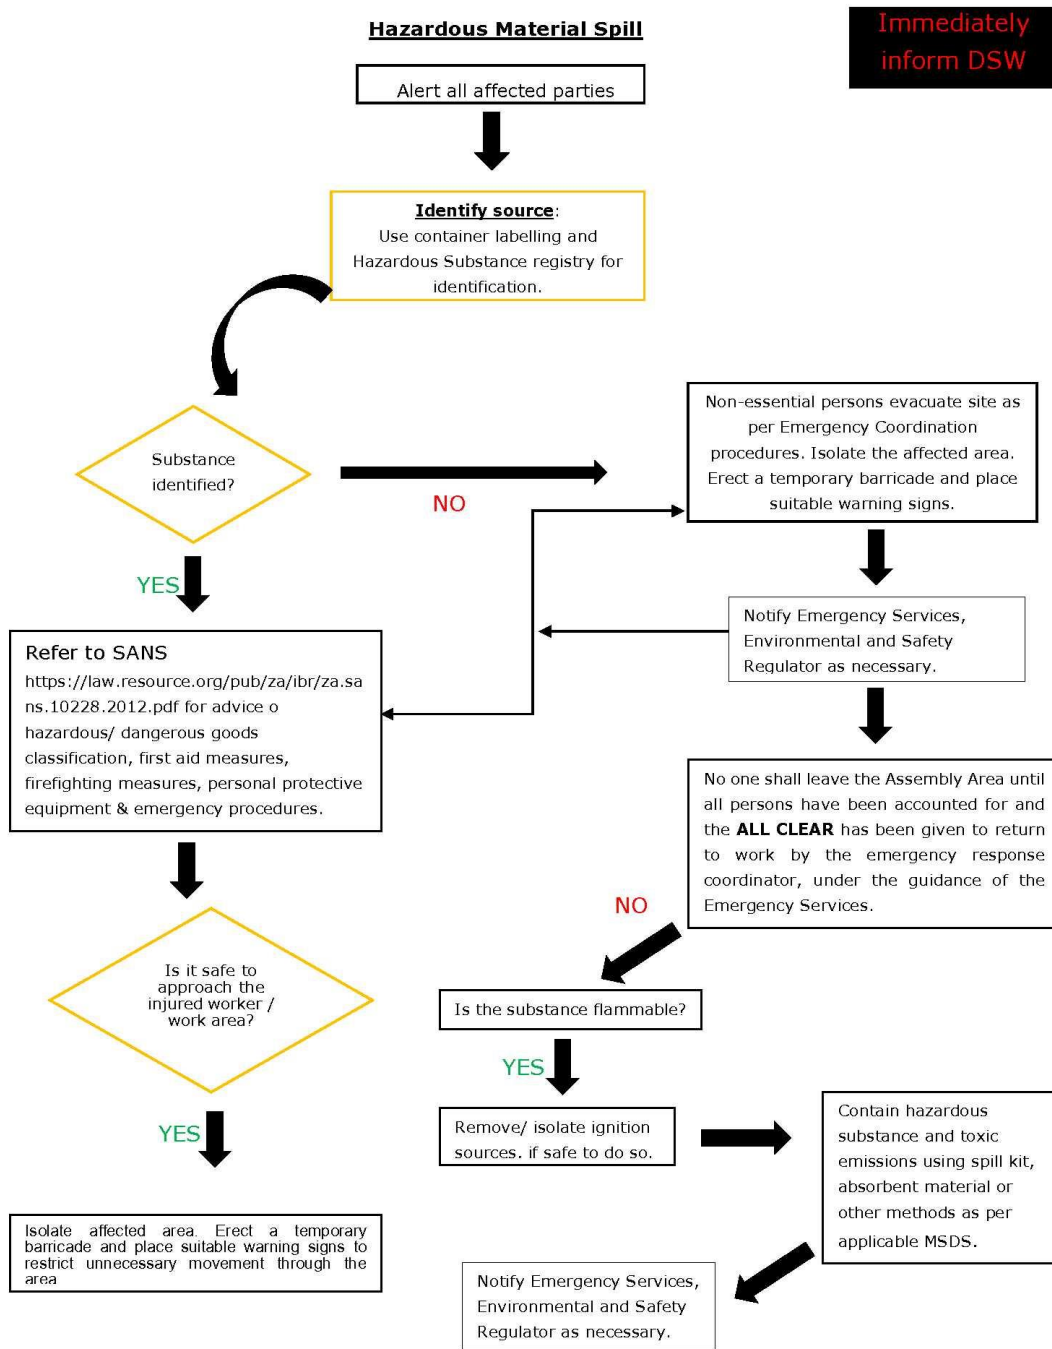 Hazardous Material Spill
Immediately
inform DSW
Alert all affected parties
Identify source:
Use container labelling and
Hazardous Substance registry for
identification.
Substance
identified?
NO
YES
Non-essential persons evacuate site as
per Emergency Coordination
procedures. Isolate the affected area.
Erect a temporary barricade and place
suitable warning signs.
Notify Emergency Services,
Environmental and Safety
Regulator as necessary.
Refer to SANS
https://law.resource.org/pub/za/ibr/za.sa
ns.10228.2012.pdf for advice o
hazardous/ dangerous goods
classification, first aid measures,
firefighting measures, personal protective
equipment & emergency procedures.
No one shall leave the Assembly Area until
all persons have been accounted for and
the ALL CLEAR has been given to return
to work by the emergency response
coordinator, under the guidance of the
Emergency Services.
NO
Is it safe to
approach the
injured worker /
work area?
YES
Is the substance flammable?
YES
Remove/ isolate ignition
sources. if safe to do so.
Contain hazardous
substance and toxic
emissions using spill kit,
absorbent material or
other methods as per
applicable MSDS.
Isolate affected area. Erect a temporary
barricade and place suitable warning signs to
restrict unnecessary movement through the
area
Notify Emergency Services,
Environmental and Safety
Regulator as necessary.